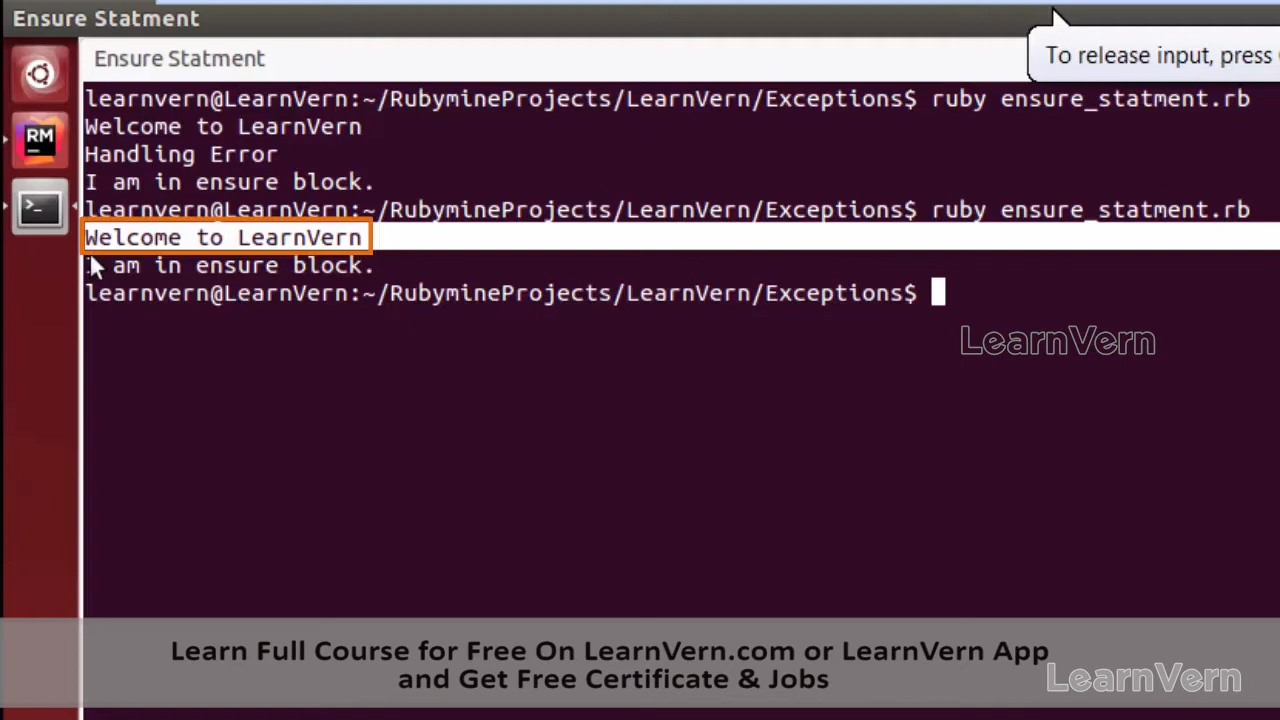 Ensure Statment
Ensure Statment
To release input, press
learnvern@LearnVern:~/RubymineProjects/LearnVern/Exceptions$ ruby ensure_statment.rb
Welcome to LearnVern
Handling Error
I am in ensure block.
learnvern@LearnVern:~/RubymineProjects/LearnVern/Exceptions$ ruby ensure_statment.rb
Welcome to LearnVern
I am in ensure block.
learnvern@LearnVern:~/RubymineProjects/LearnVern/Exceptions$
RM
>_
LearnVern
Learn Full Course for Free On LearnVern.com or LearnVern App
and Get Free Certificate & Jobs
LearnVern